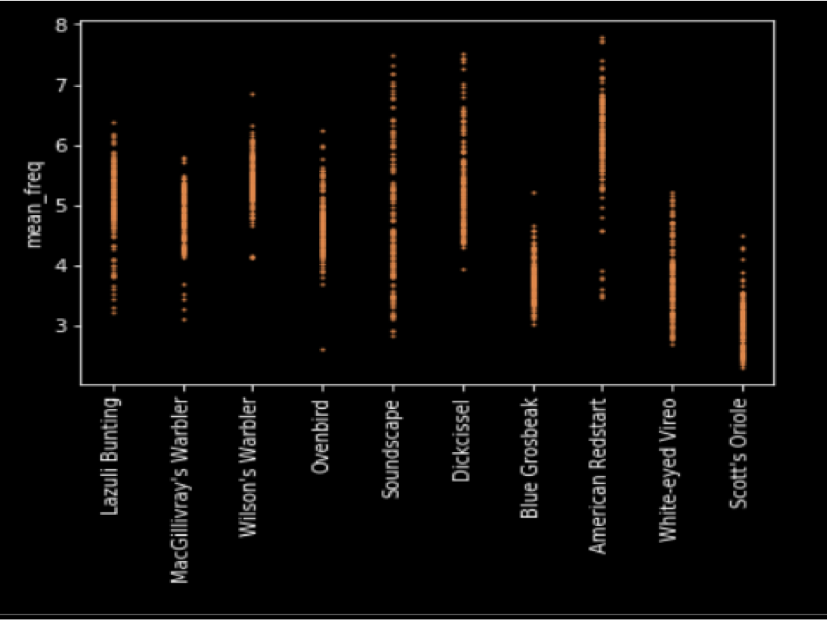 8
7
6
5
4
3
mean_freq
Lazuli Bunting
MacGillivray's Warbler
Wilson's Warbler
Ovenbird
Soundscape
Dickcissel
Blue Grosbeak
American Redstart
White-eyed Vireo
Scott's Oriole